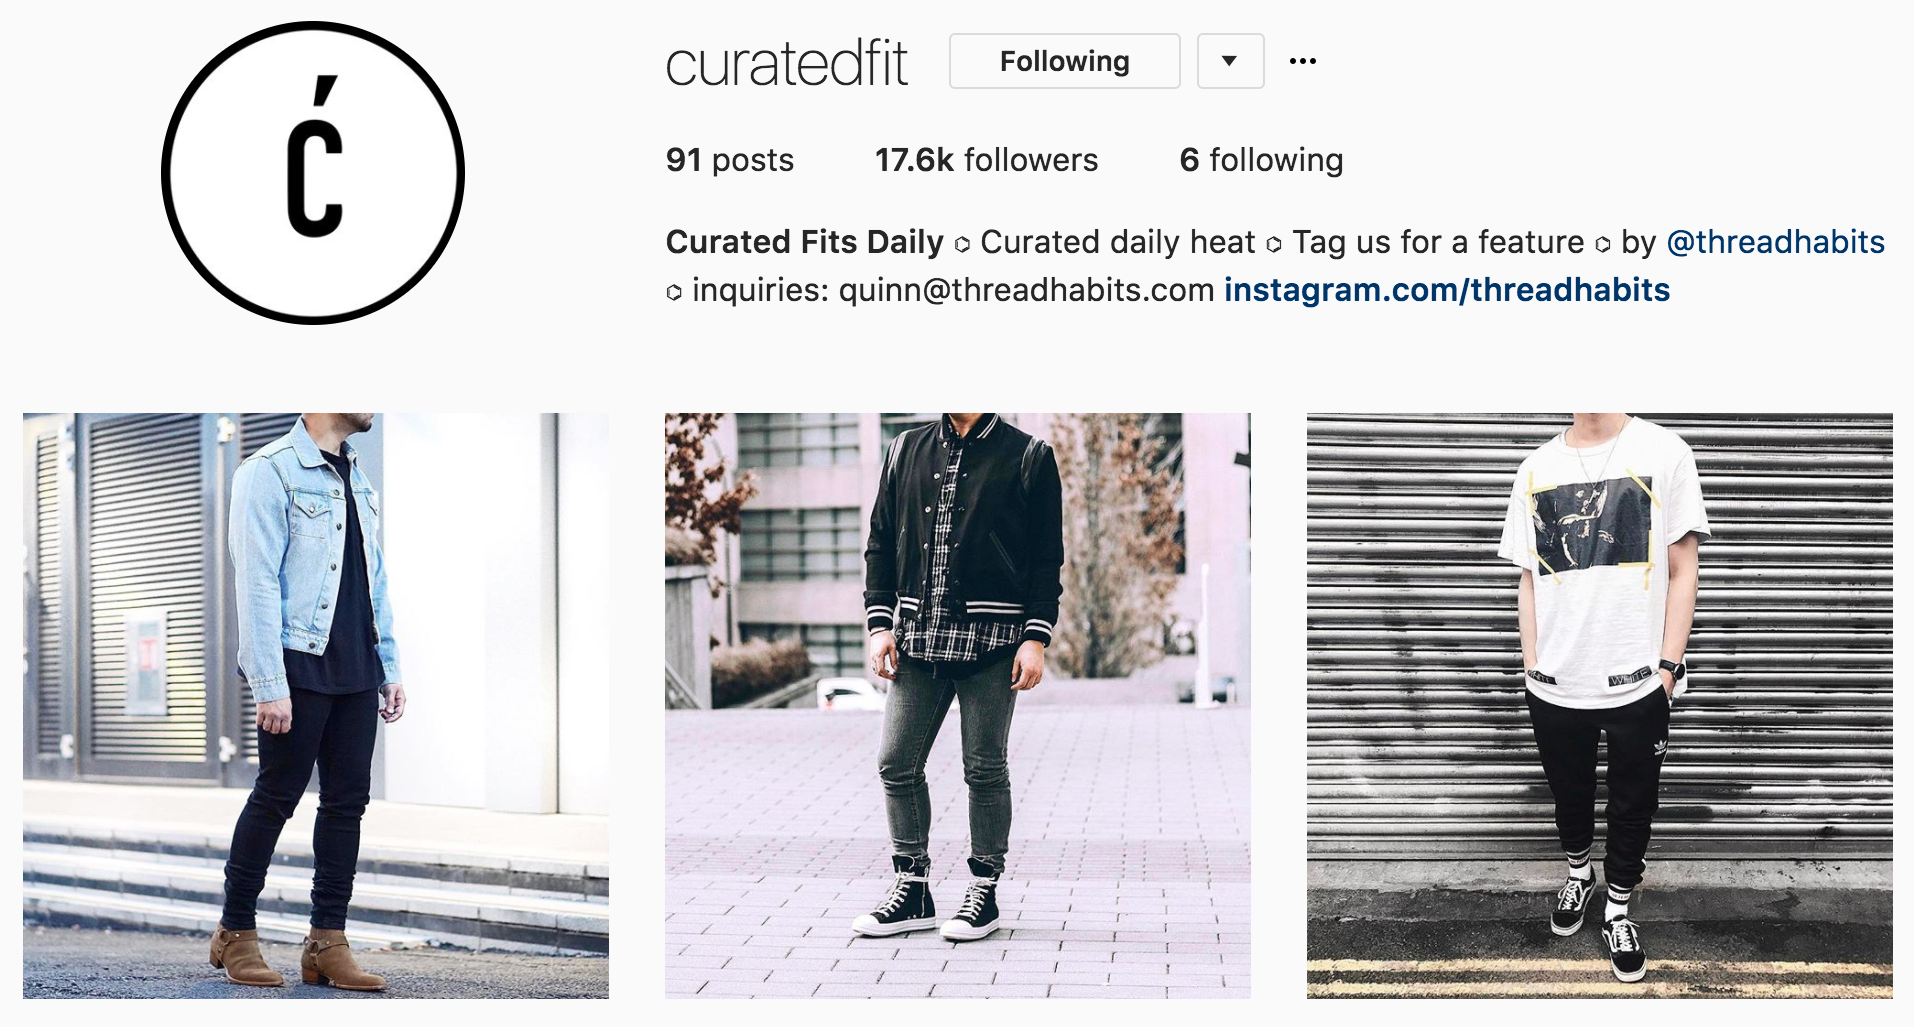 Ć
curatedfit Following
91 posts 17.6k followers 6 following
Curated Fits Daily ⌬ Curated daily heat ⌬ Tag us for a feature ⌬ by @threadhabits
⌬ inquiries: quinn@threadhabits.com instagram.com/threadhabits
WHITE